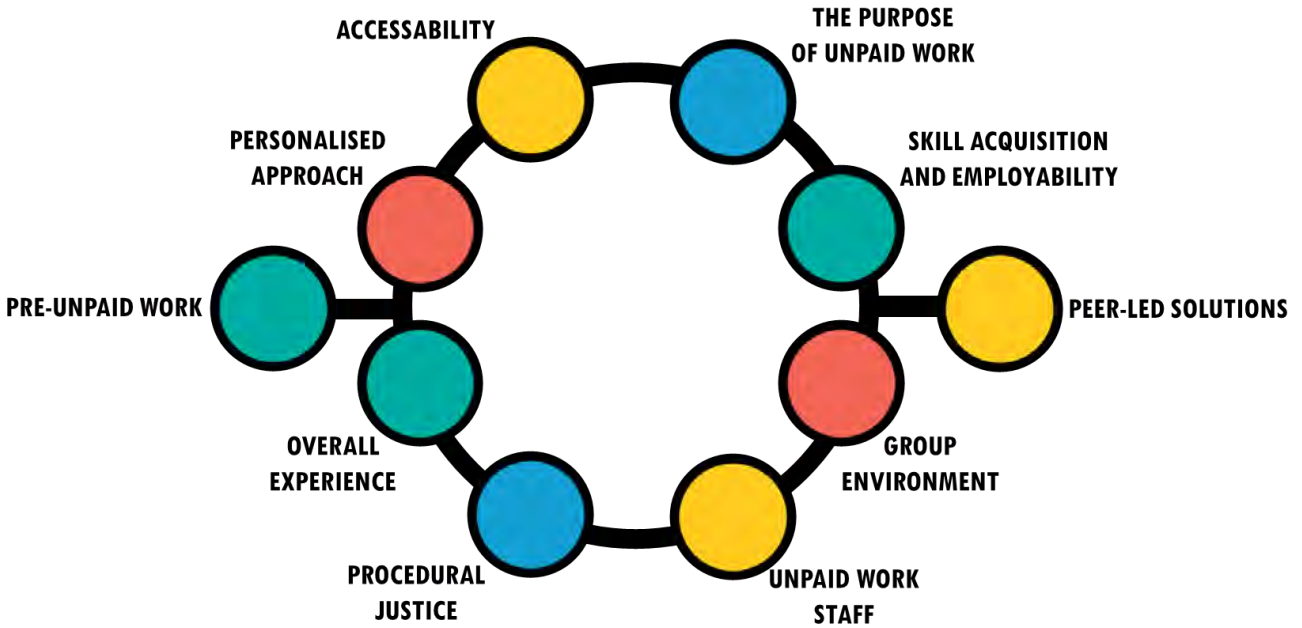 ACCESSABILITY
THE PURPOSE
OF UNPAID WORK
PERSONALISED
APPROACH
SKILL ACQUISITION
AND EMPLOYABILITY
PRE-UNPAID WORK
PEER-LED SOLUTIONS
OVERALL
EXPERIENCE
GROUP
ENVIRONMENT
PROCEDURAL
JUSTICE
UNPAID WORK
STAFF